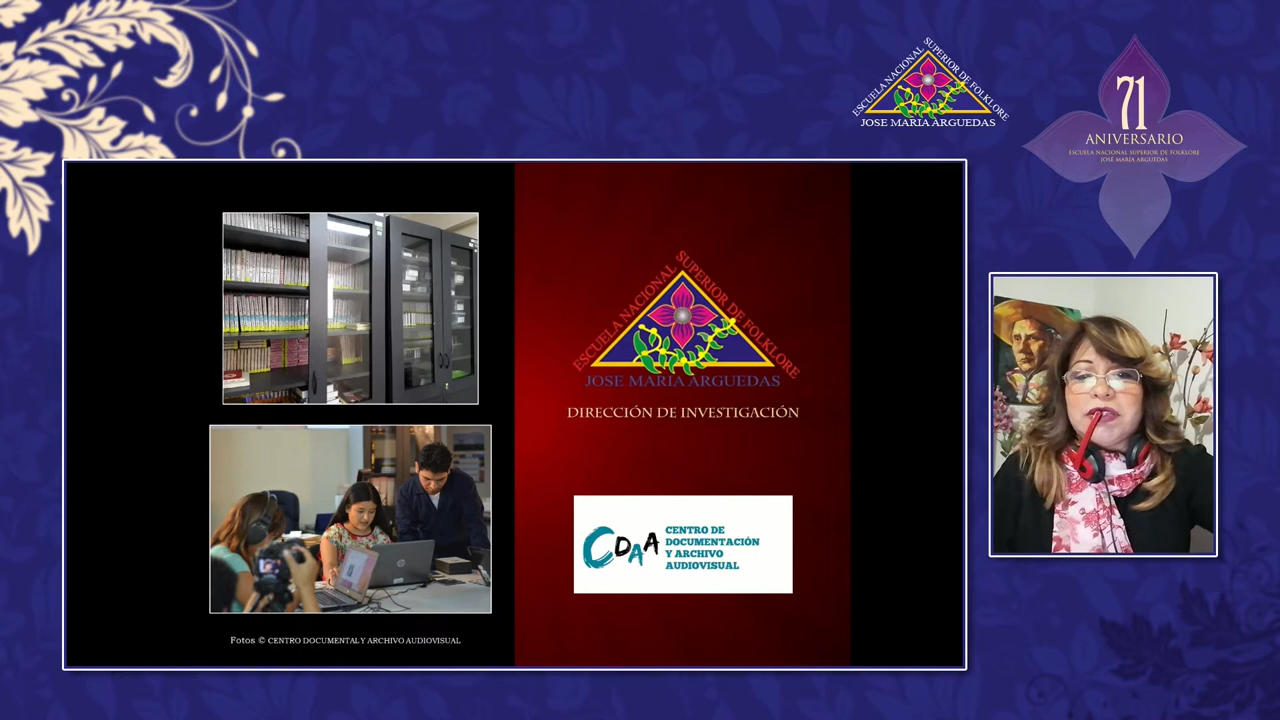 ESCUELA NACIONAL SUPERIOR DE FOLKLORE
JOSE MARIA ARGUEDAS
71
ANIVERSARIO
ESCUELA NACIONAL SUPERIOR DE FOLKLORE
JOSÉ MARÍA ARGUEDAS
ESCUELA NACIONAL SUPERIOR DE FOLKLORE
JOSE MARIA ARGUEDAS
DIRECCIÓN DE INVESTIGACIÓN
CDAA
CENTRO DE
DOCUMENTACIÓN
Y ARCHIVO
AUDIOVISUAL
Fotos © CENTRO DOCUMENTAL Y ARCHIVO AUDIOVISUAL